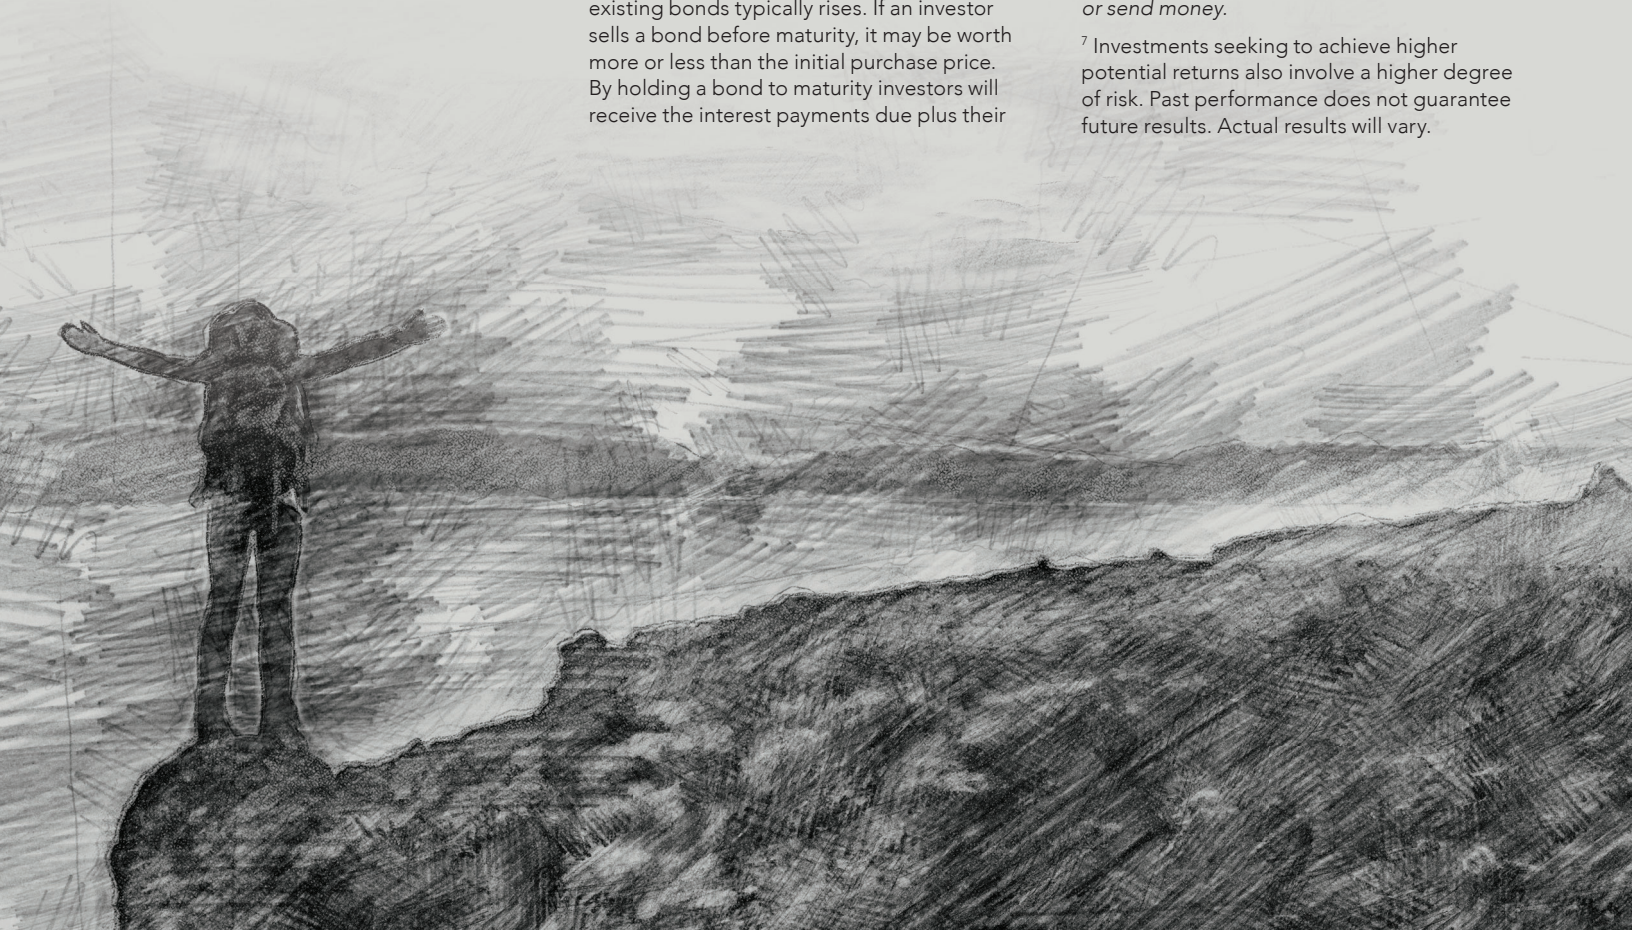 existing bonds typically rises. If an investor
sells a bond before maturity, it may be worth
more or less than the initial purchase price.
By holding a bond to maturity investors will
receive the interest payments due plus their
or send money.
7 Investments seeking to achieve higher
potential returns also involve a higher degree
of risk. Past performance does not guarantee
future results. Actual results will vary.